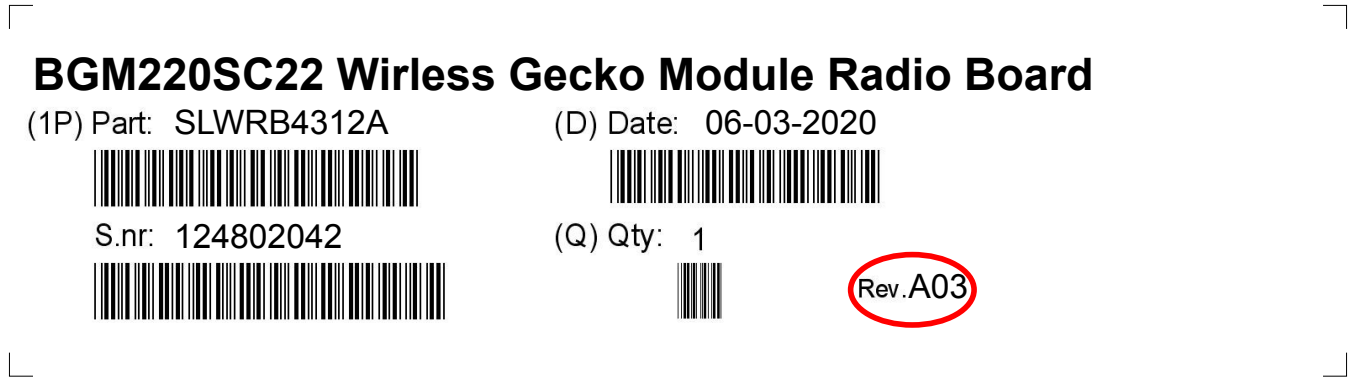 BGM220SC22 Wirless Gecko Module Radio Board
(1P) Part: SLWRB4312A (D) Date: 06-03-2020
S.nr: 124802042 (Q) Qty: 1
Rev.A03